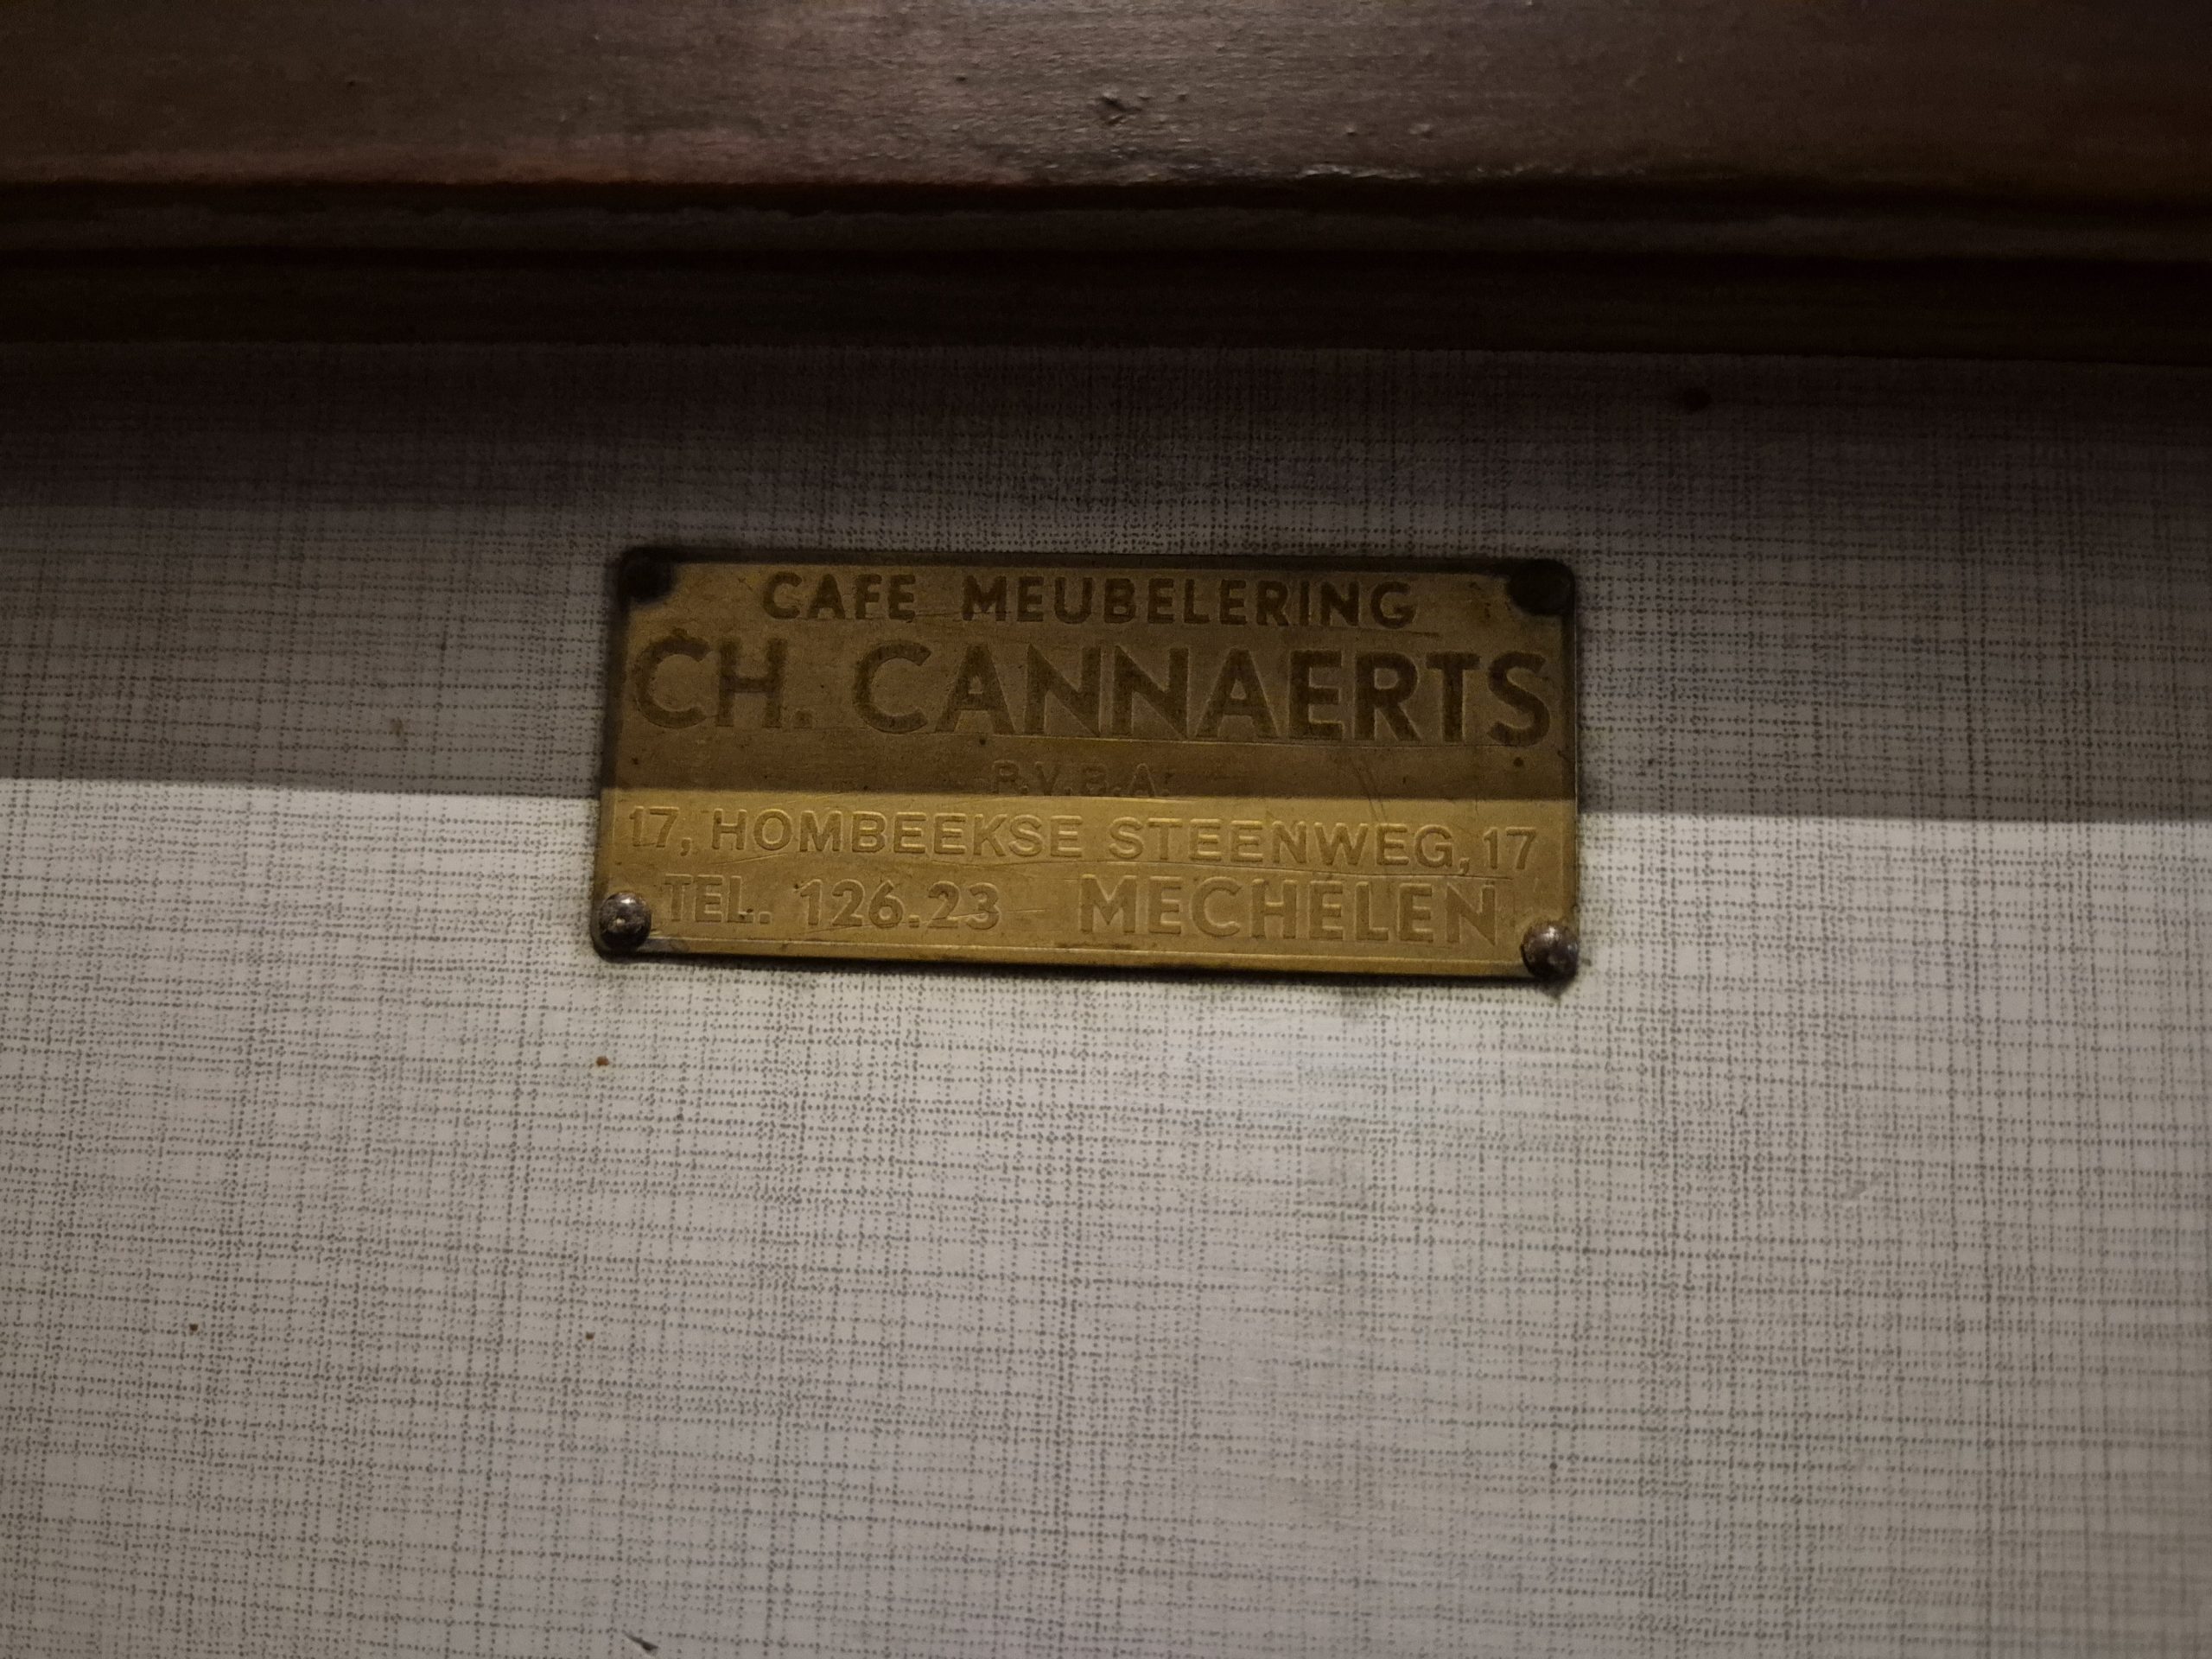 CAFE MEUBELERING
CH. CANNAERTS
P.V.B.A.
17, HOMBEEKSE STEENWEG, 17
TEL. 126.23 MECHELEN